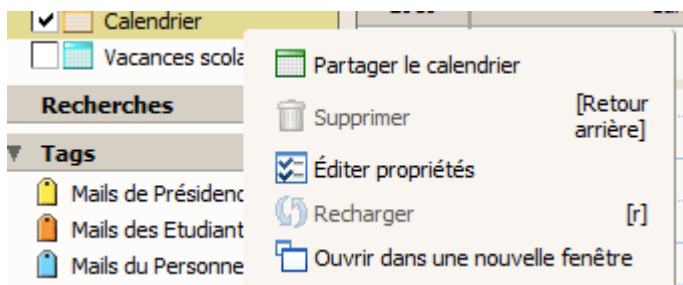 Calendrier
Vacances scola
Partager le calendrier
Recherches
Supprimer [Retour arrière]
Tags
Éditer propriétés
Mails de Présidenc
Recharger [r]
Mails des Etudiant
Mails du Personne
Ouvrir dans une nouvelle fenêtre